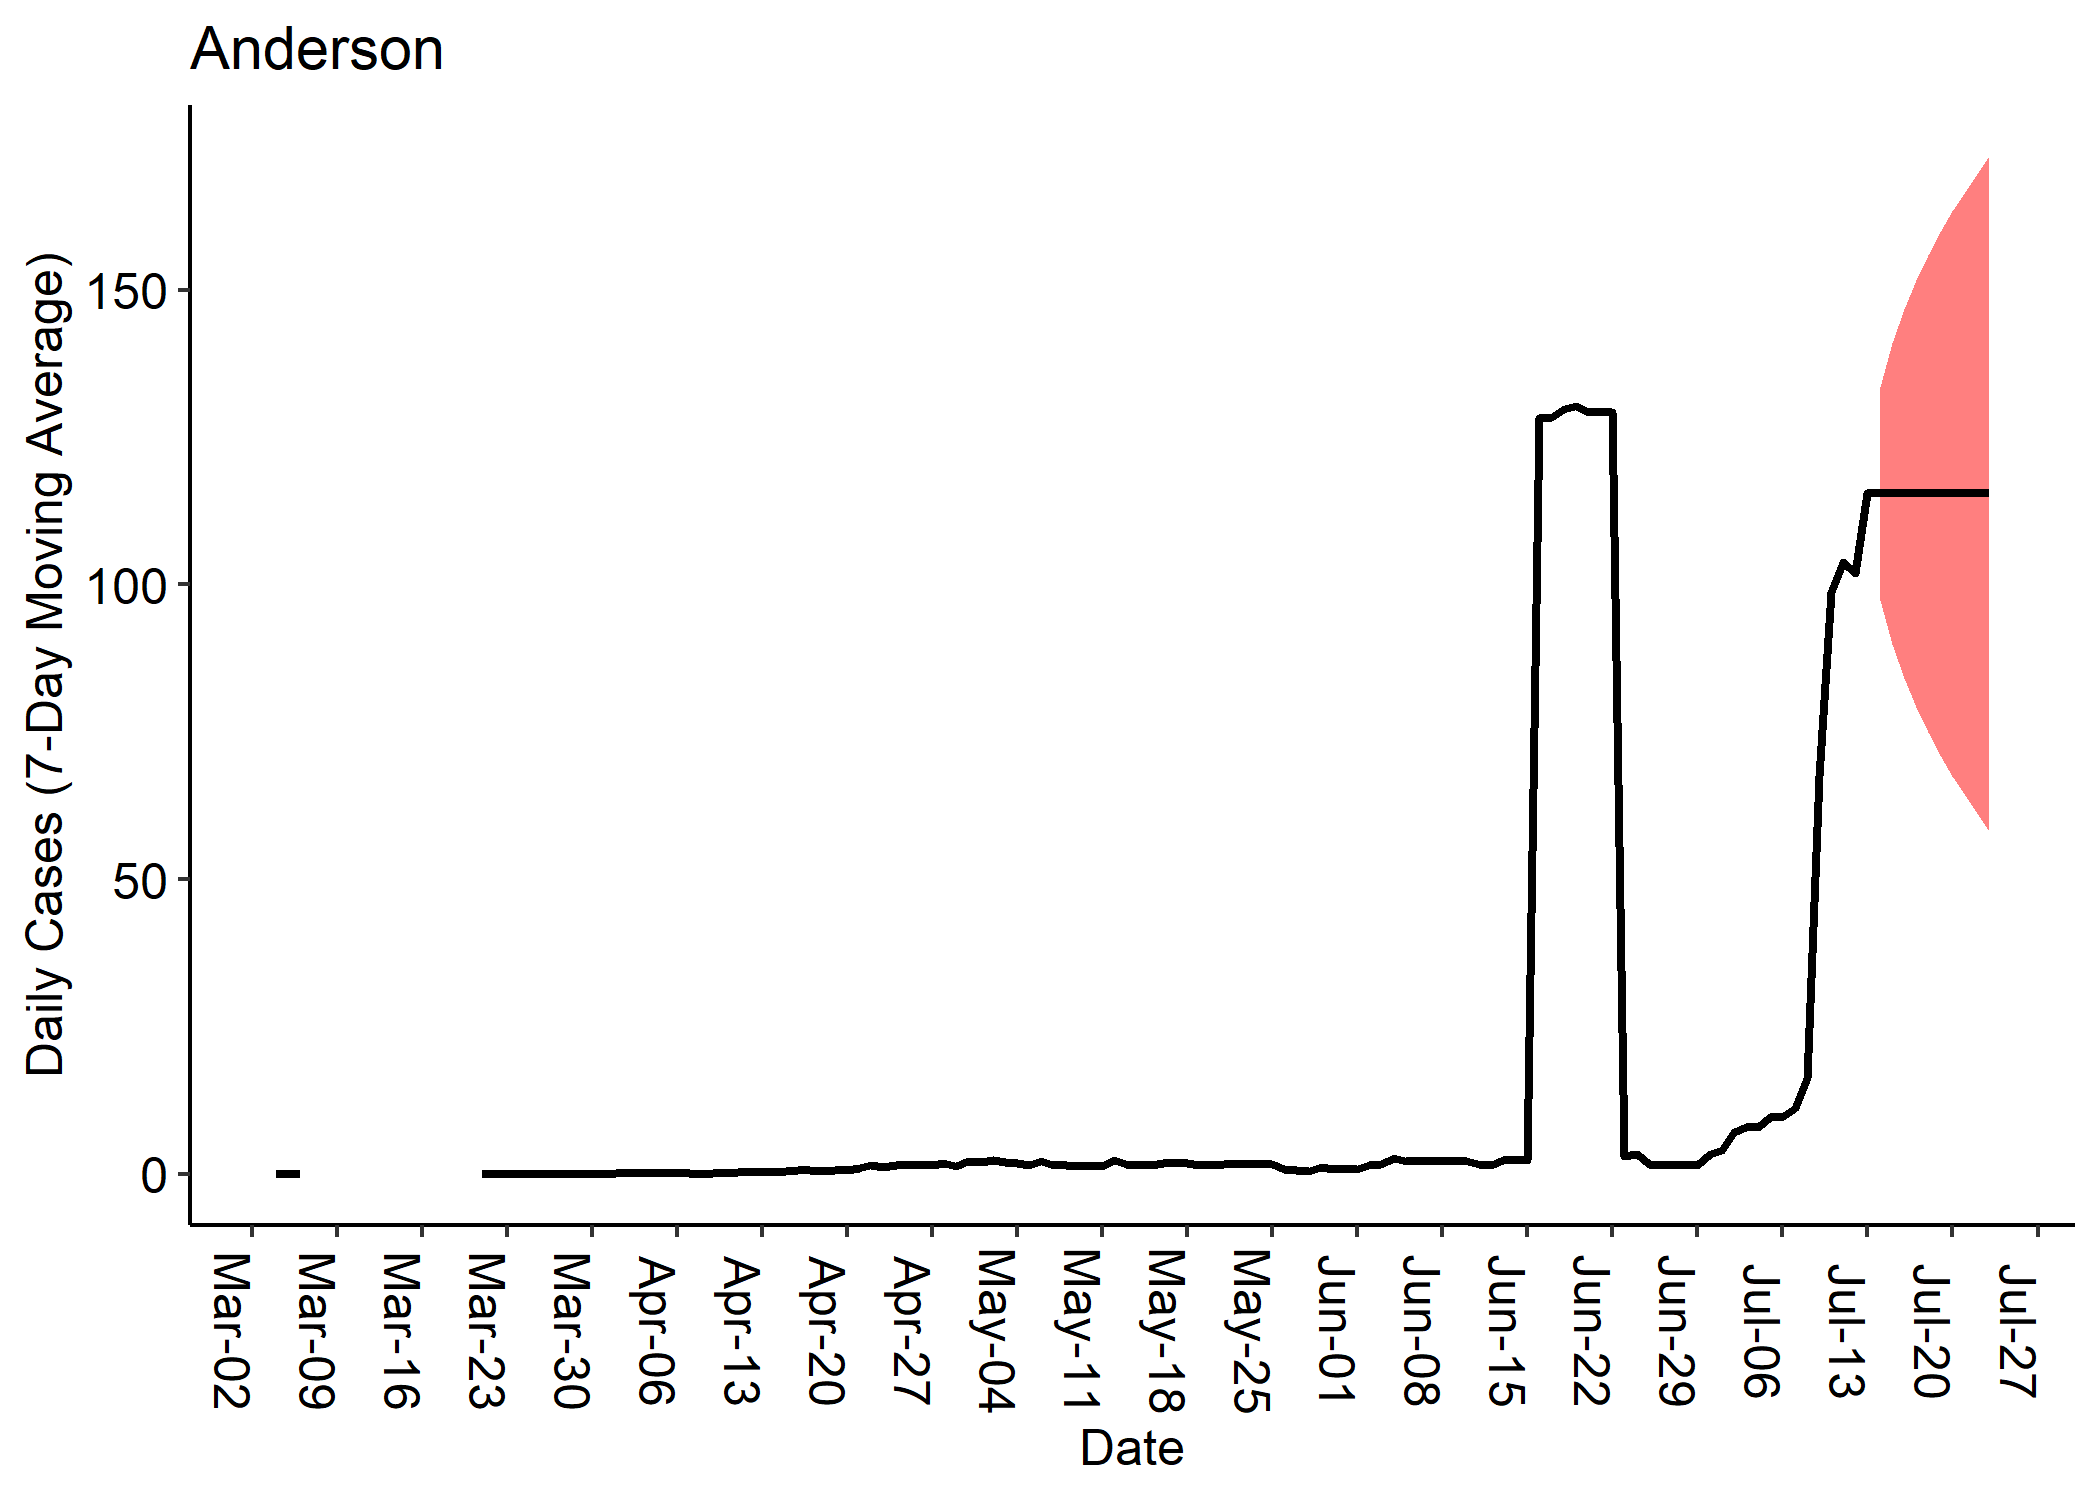 Anderson
Daily Cases (7-Day Moving Average)
150
100
50
0
Mar-02
Mar-09
Mar-16
Mar-23
Mar-30
Apr-06
Apr-13
Apr-20
Apr-27
May-04
May-11
May-18
May-25
Jun-01
Jun-08
Jun-15
Jun-22
Jun-29
Jul-06
Jul-13
Jul-20
Jul-27
Date